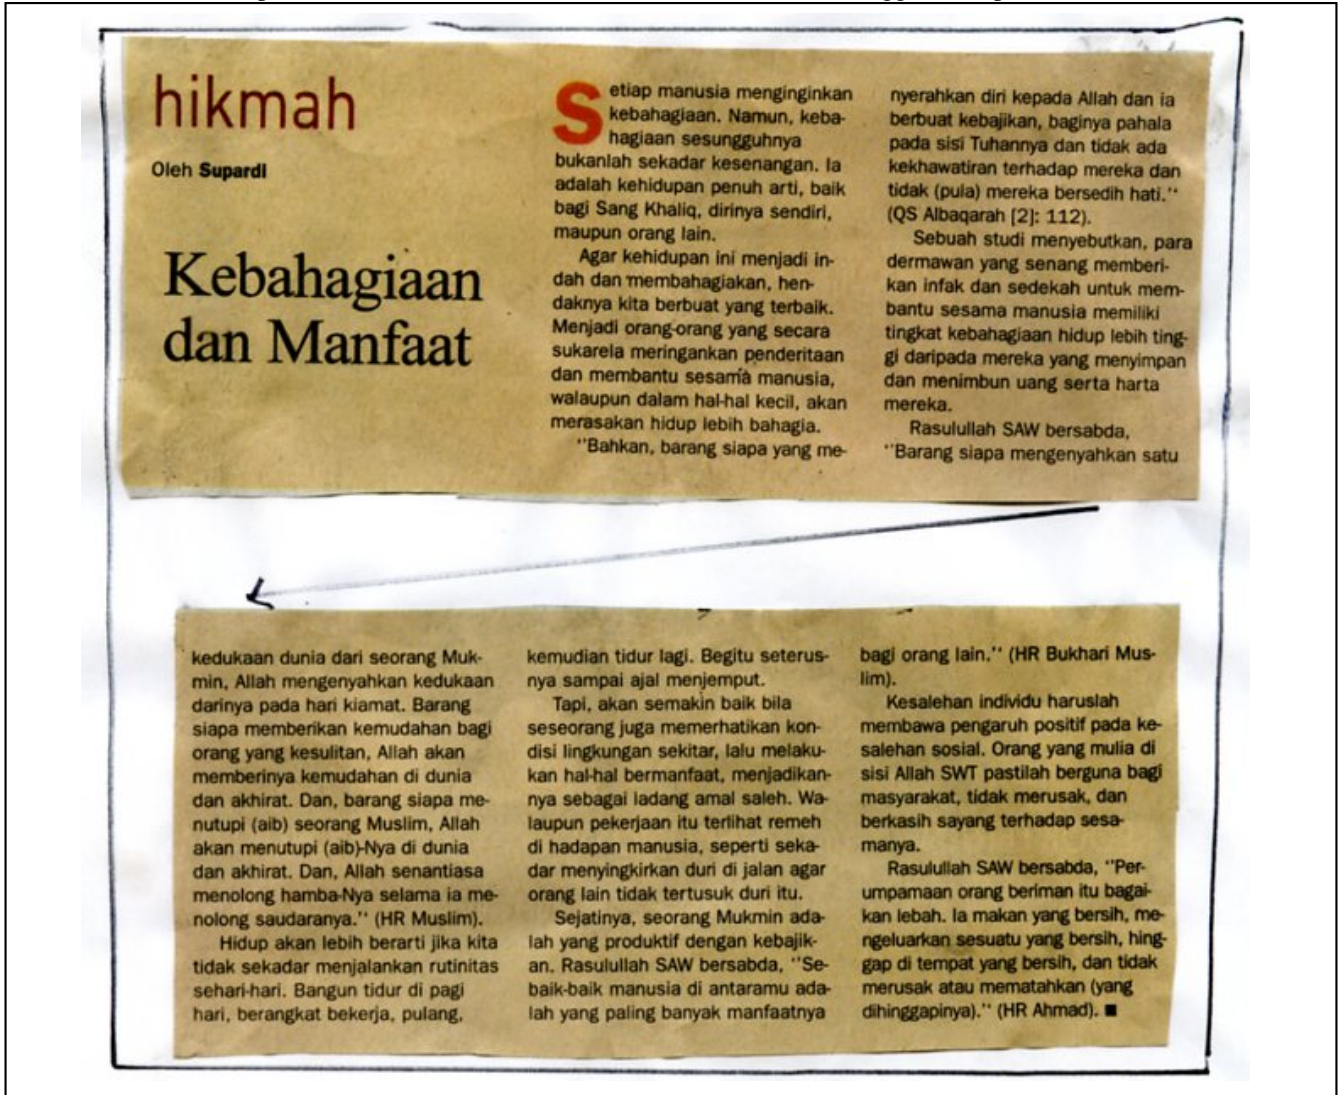 hikmah
Oleh Supardi
Kebahagiaan
dan Manfaat
Setiap manusia menginginkan
kebahagiaan. Namun, keba-
hagiaan sesungguhnya
bukanlah sekadar kesenangan. Ia
adalah kehidupan penuh arti, baik
bagi Sang Khaliq, dirinya sendiri,
maupun orang lain.
Agar kehidupan ini menjadi in-
dah dan membahagiakan, hen-
daknya kita berbuat yang terbaik.
Menjadi orang-orang yang secara
sukarela meringankan penderitaan
dan membantu sesama manusia,
walaupun dalam hal-hal kecil, akan
merasakan hidup lebih bahagia.
''Bahkan, barang siapa yang me-
nyerahkan diri kepada Allah dan ia
berbuat kebajikan, baginya pahala
pada sisi Tuhannya dan tidak ada
kekhawatiran terhadap mereka dan
tidak (pula) mereka bersedih hati.''
(QS Albaqarah [2]: 112).
Sebuah studi menyebutkan, para
dermawan yang senang memberi-
kan infak dan sedekah untuk mem-
bantu sesama manusia memiliki
tingkat kebahagiaan hidup lebih ting-
gi daripada mereka yang menyimpan
dan menimbun uang serta harta
mereka.
Rasulullah SAW bersabda,
''Barang siapa mengenyahkan satu
kedukaan dunia dari seorang Muk-
min, Allah mengenyahkan kedukaan
darinya pada hari kiamat. Barang
siapa memberikan kemudahan bagi
orang yang kesulitan, Allah akan
memberinya kemudahan di dunia
dan akhirat. Dan, barang siapa me-
nutupi (aib) seorang Muslim, Allah
akan menutupi (aib)-Nya di dunia
dan akhirat. Dan, Allah senantiasa
menolong hamba-Nya selama ia me-
nolong saudaranya.'' (HR Muslim).
Hidup akan lebih berarti jika kita
tidak sekadar menjalankan rutinitas
sehari-hari. Bangun tidur di pagi
hari, berangkat bekerja, pulang,
kemudian tidur lagi. Begitu seterus-
nya sampai ajal menjemput.
Tapi, akan semakin baik bila
seseorang juga memerhatikan kon-
disi lingkungan sekitar, lalu melaku-
kan hal-hal bermanfaat, menjadikan-
nya sebagai ladang amal saleh. Wa-
laupun pekerjaan itu terlihat remeh
di hadapan manusia, seperti seka-
dar menyingkirkan duri di jalan agar
orang lain tidak tertusuk duri itu.
Sejatinya, seorang Mukmin ada-
lah yang produktif dengan kebajik-
an. Rasulullah SAW bersabda, ''Se-
baik-baik manusia di antaramu ada-
lah yang paling banyak manfaatnya
bagi orang lain.'' (HR Bukhari Mus-
lim).
Kesalehan individu haruslah
membawa pengaruh positif pada ke-
salehan sosial. Orang yang mulia di
sisi Allah SWT pastilah berguna bagi
masyarakat, tidak merusak, dan
berkasih sayang terhadap sesa-
manya.
Rasulullah SAW bersabda, ''Per-
umpamaan orang beriman itu bagai-
kan lebah. Ia makan yang bersih, me-
ngeluarkan sesuatu yang bersih, hing-
gap di tempat yang bersih, dan tidak
merusak atau mematahkan (yang
dihinggapinya).'' (HR Ahmad). ■